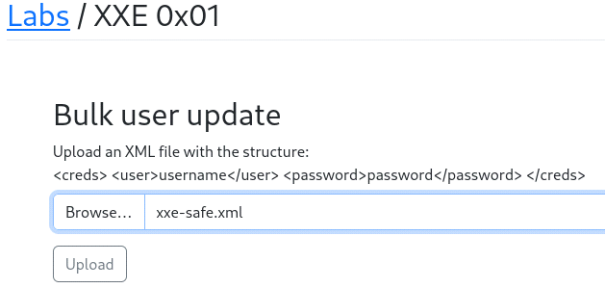 Labs / XXE 0x01
Bulk user update
Upload an XML file with the structure:
<creds> <user>username</user> <password>password</password> </creds>
Browse... xxe-safe.xml
Upload